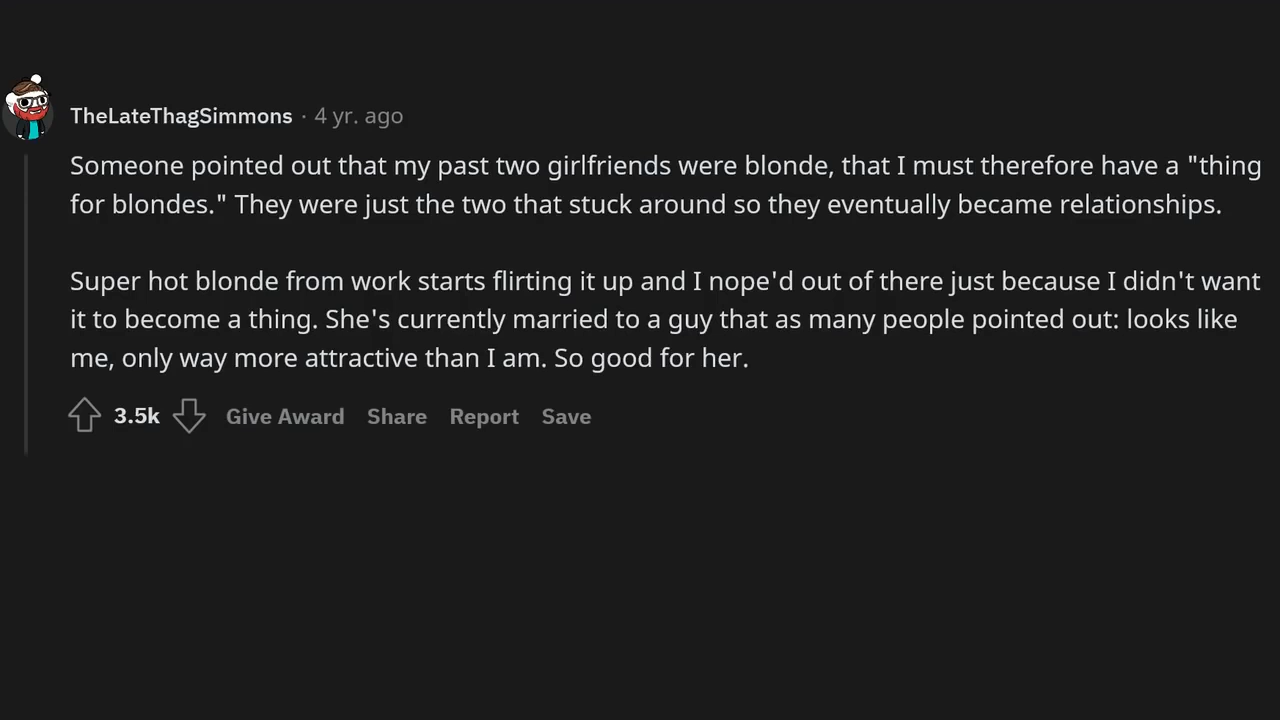 TheLateThagSimmons · 4 yr. ago
Someone pointed out that my past two girlfriends were blonde, that I must therefore have a "thing
for blondes." They were just the two that stuck around so they eventually became relationships.
Super hot blonde from work starts flirting it up and I nope'd out of there just because I didn't want
it to become a thing. She's currently married to a guy that as many people pointed out: looks like
me, only way more attractive than I am. So good for her.
3.5k Give Award Share Report Save